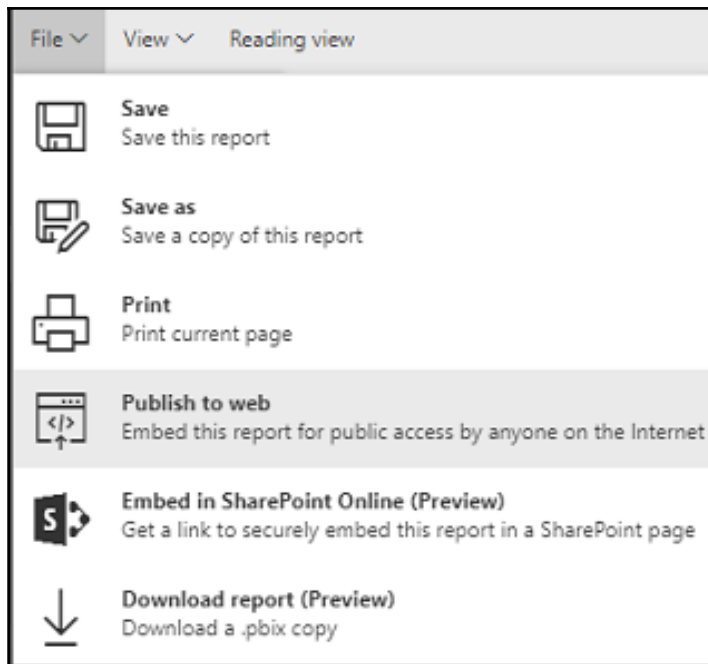 File View Reading view
Save
Save this report
Save as
Save a copy of this report
Print
Print current page
Publish to web
Embed this report for public access by anyone on the Internet
Embed in SharePoint Online (Preview)
Get a link to securely embed this report in a SharePoint page
Download report (Preview)
Download a .pbix copy